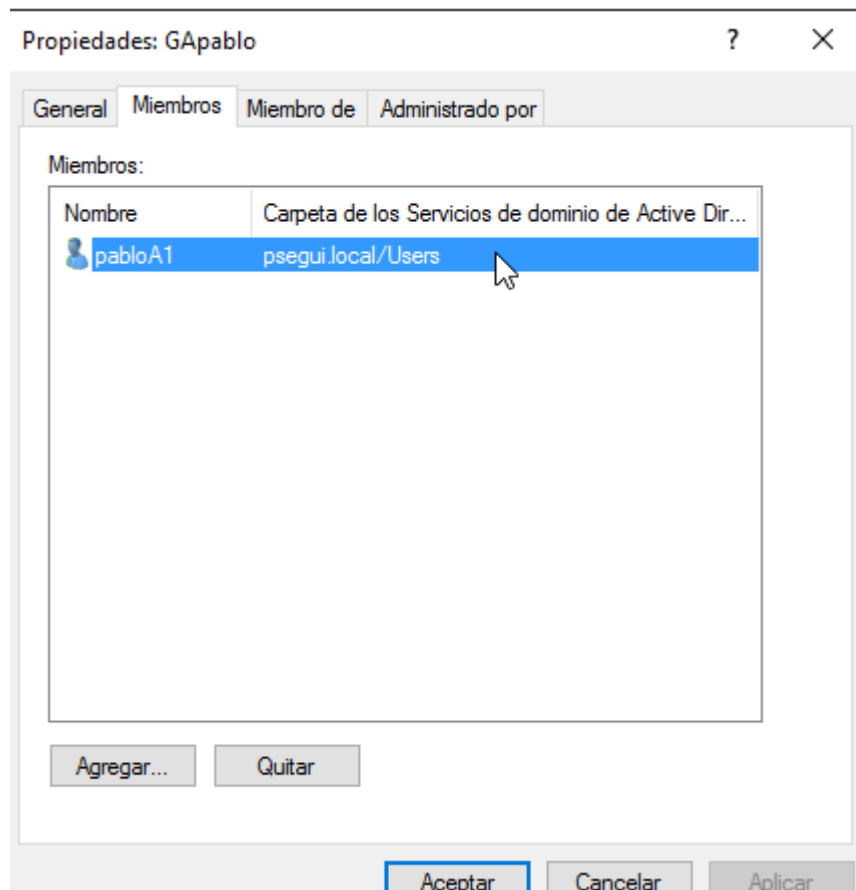 Propiedades: GApablo ?
General Miembros Miembro de Administrado por
Miembros:
Nombre Carpeta de los Servicios de dominio de Active Dir...
pabloA1 psegui.local/Users
Agregar... Quitar
Aceptar Cancelar Aplicar